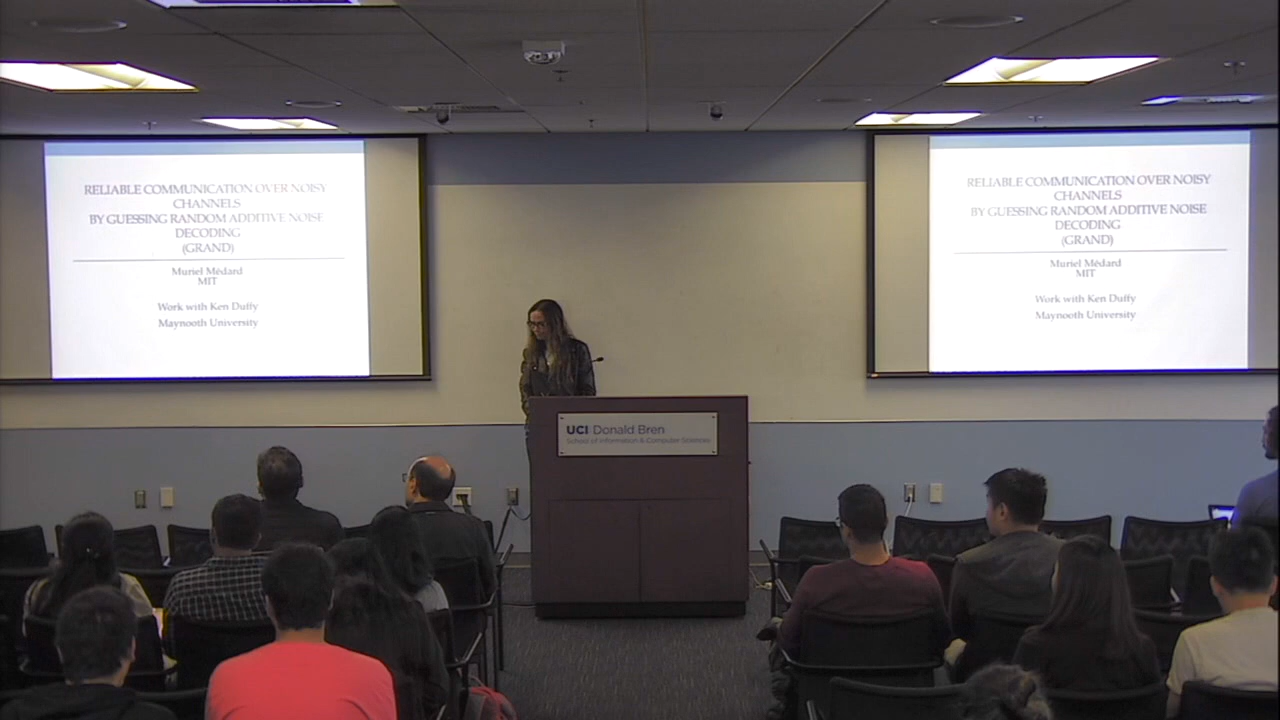 RELIABLE COMMUNICATION OVER NOISY
CHANNELS
BY GUESSING RANDOM ADDITIVE NOISE
DECODING
(GRAND)
Muriel Médard
MIT
Work with Ken Duffy
Maynooth University
RELIABLE COMMUNICATION OVER NOISY
CHANNELS
BY GUESSING RANDOM ADDITIVE NOISE
DECODING
(GRAND)
Muriel Médard
MIT
Work with Ken Duffy
Maynooth University
UCI Donald Bren
School of Information & Computer Sciences